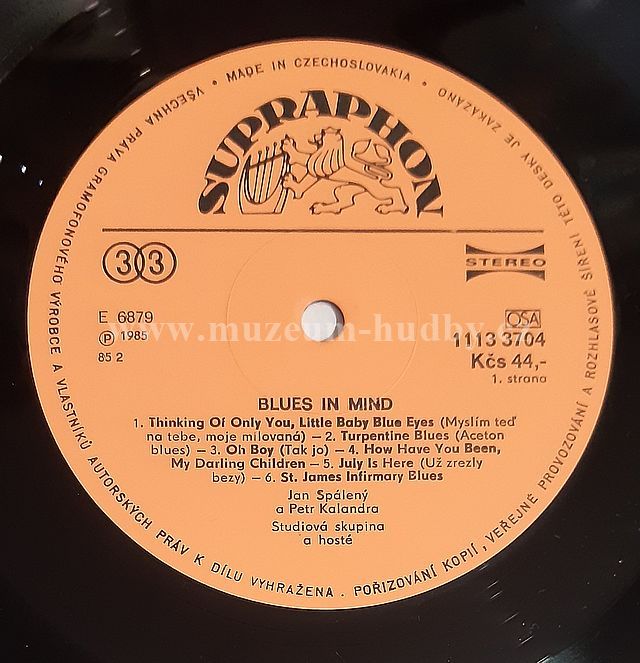 VŠECHNA PRÁVA GRAMOFONOVÉHO VÝROBCE A VLASTNÍKŮ AUTORSKÝCH PRÁV K DÍLU VYHRAŽENA . POŘIZOVÁNÍ KOPIÍ, VEŘEJNÉ PROVOZOVÁNÍ A ROZHLASOVÉ ŠÍŘENÍ TÉTO DESKY JE ZAKÁZÁNO
• MADE IN CZECHOSLOVAKIA •
SUPRAPHON
33
STEREO
E 6879
℗ 1985
85 2
OSA
1113 3704
Kčs 44,-
1. strana
www.muzeum-hudby.cz
BLUES IN MIND
1. Thinking Of Only You, Little Baby Blue Eyes (Myslím teď
na tebe, moje milovaná) – 2. Turpentine Blues (Aceton
blues) – 3. Oh Boy (Tak jo) – 4. How Have You Been,
My Darling Children – 5. July Is Here (Už zrezly
bezy) – 6. St. James Infirmary Blues
Jan Spálený
a Petr Kalandra
Studiová skupina
a hosté